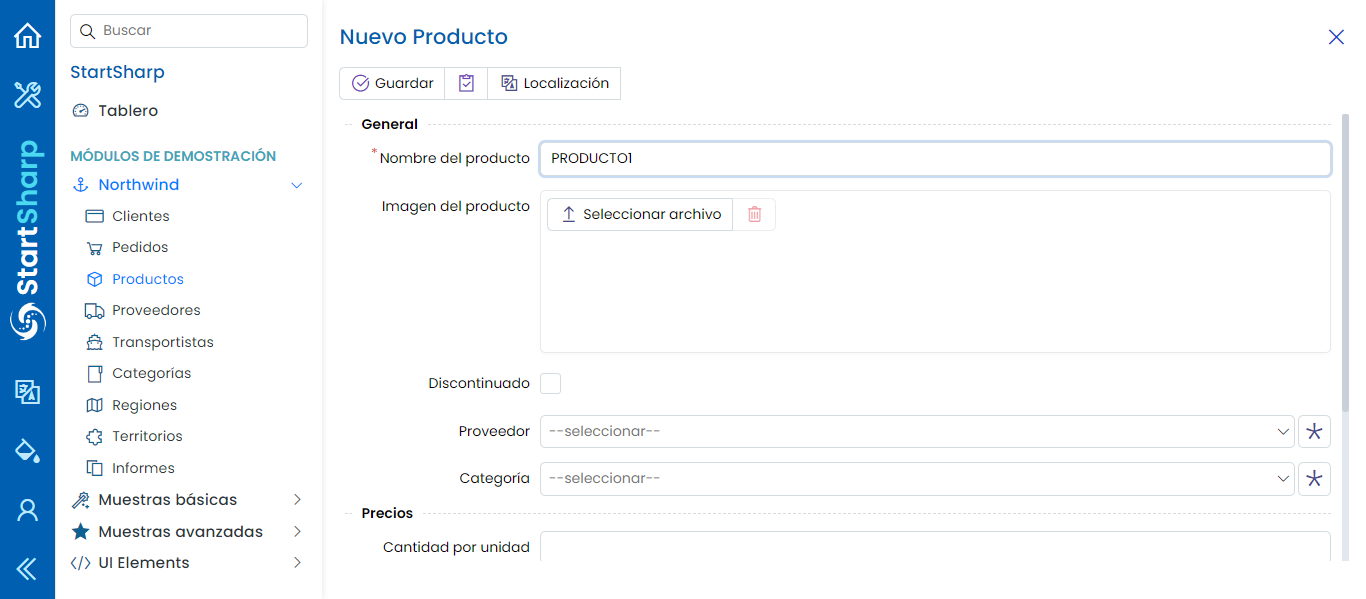 StartSharp
Buscar
StartSharp
Tablero
MÓDULOS DE DEMOSTRACIÓN
Northwind
Clientes
Pedidos
Productos
Proveedores
Transportistas
Categorías
Regiones
Territorios
Informes
Muestras básicas
Muestras avanzadas
UI Elements
Nuevo Producto
Guardar
Localización
General
*Nombre del producto
PRODUCTO1
Imagen del producto
Seleccionar archivo
Discontinuado
Proveedor
--seleccionar--
Categoría
--seleccionar--
Precios
Cantidad por unidad